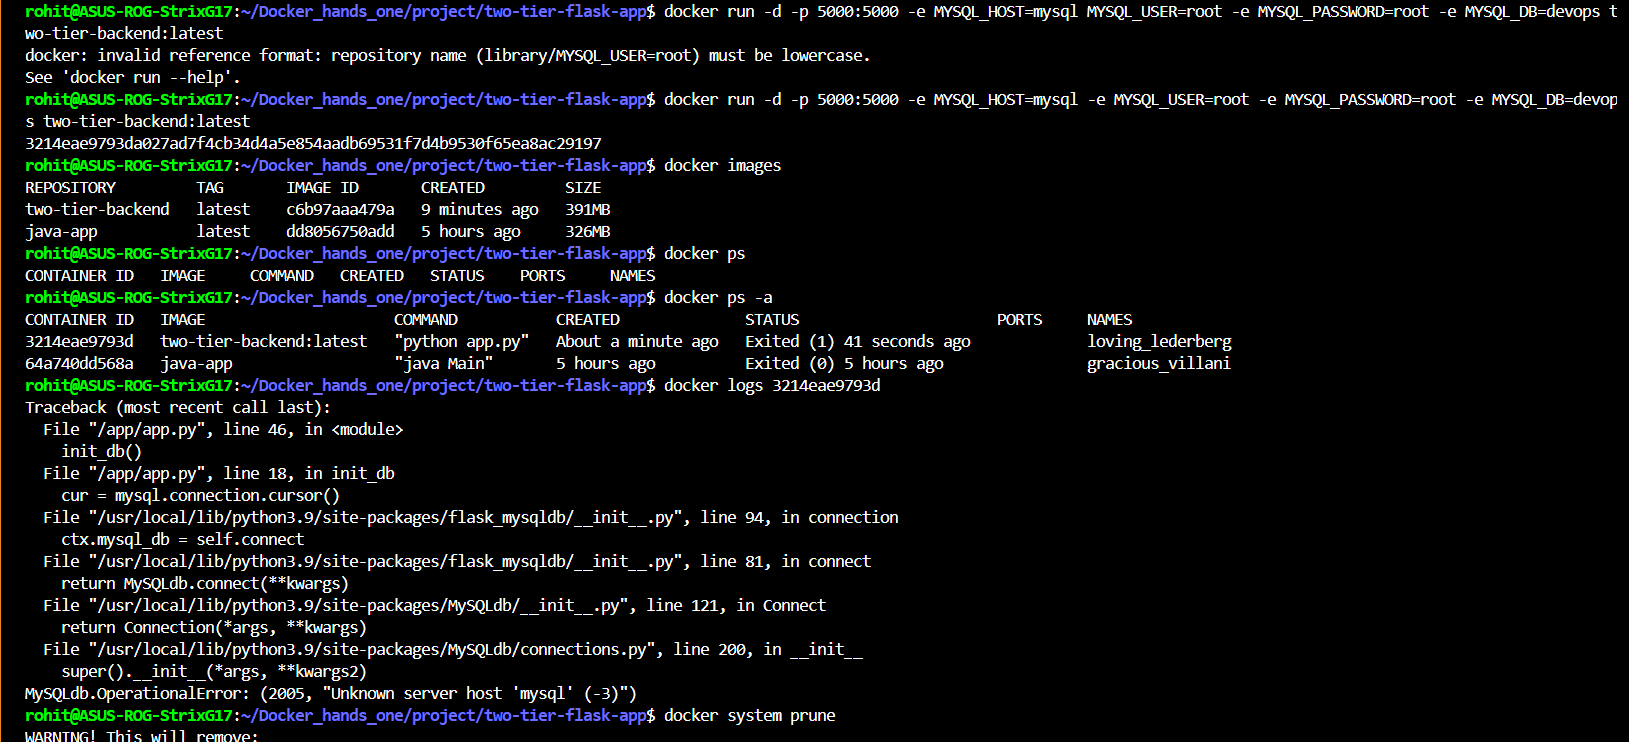 rohit@ASUS-ROG-StrixG17:~/Docker_hands_one/project/two-tier-flask-app$ docker run -d -p 5000:5000 -e MYSQL_HOST=mysql MYSQL_USER=root -e MYSQL_PASSWORD=root -e MYSQL_DB=devops t
wo-tier-backend:latest
docker: invalid reference format: repository name (library/MYSQL_USER=root) must be lowercase.
See 'docker run --help'.
rohit@ASUS-ROG-StrixG17:~/Docker_hands_one/project/two-tier-flask-app$ docker run -d -p 5000:5000 -e MYSQL_HOST=mysql -e MYSQL_USER=root -e MYSQL_PASSWORD=root -e MYSQL_DB=devop
s two-tier-backend:latest
3214eae9793da027ad7f4cb34d4a5e854aadb69531f7d4b9530f65ea8ac29197
rohit@ASUS-ROG-StrixG17:~/Docker_hands_one/project/two-tier-flask-app$ docker images
REPOSITORY         TAG       IMAGE ID       CREATED         SIZE
two-tier-backend   latest    c6b97aaa479a   9 minutes ago   391MB
java-app           latest    dd8056750add   5 hours ago     326MB
rohit@ASUS-ROG-StrixG17:~/Docker_hands_one/project/two-tier-flask-app$ docker ps
CONTAINER ID   IMAGE     COMMAND   CREATED   STATUS    PORTS     NAMES
rohit@ASUS-ROG-StrixG17:~/Docker_hands_one/project/two-tier-flask-app$ docker ps -a
CONTAINER ID   IMAGE                     COMMAND           CREATED              STATUS                      PORTS     NAMES
3214eae9793d   two-tier-backend:latest   "python app.py"   About a minute ago   Exited (1) 41 seconds ago             loving_lederberg
64a740dd568a   java-app                  "java Main"       5 hours ago          Exited (0) 5 hours ago                gracious_villani
rohit@ASUS-ROG-StrixG17:~/Docker_hands_one/project/two-tier-flask-app$ docker logs 3214eae9793d
Traceback (most recent call last):
  File "/app/app.py", line 46, in <module>
    init_db()
  File "/app/app.py", line 18, in init_db
    cur = mysql.connection.cursor()
  File "/usr/local/lib/python3.9/site-packages/flask_mysqldb/__init__.py", line 94, in connection
    ctx.mysql_db = self.connect
  File "/usr/local/lib/python3.9/site-packages/flask_mysqldb/__init__.py", line 81, in connect
    return MySQLdb.connect(**kwargs)
  File "/usr/local/lib/python3.9/site-packages/MySQLdb/__init__.py", line 121, in Connect
    return Connection(*args, **kwargs)
  File "/usr/local/lib/python3.9/site-packages/MySQLdb/connections.py", line 200, in __init__
    super().__init__(*args, **kwargs2)
MySQLdb.OperationalError: (2005, "Unknown server host 'mysql' (-3)")
rohit@ASUS-ROG-StrixG17:~/Docker_hands_one/project/two-tier-flask-app$ docker system prune
WARNING! This will remove: